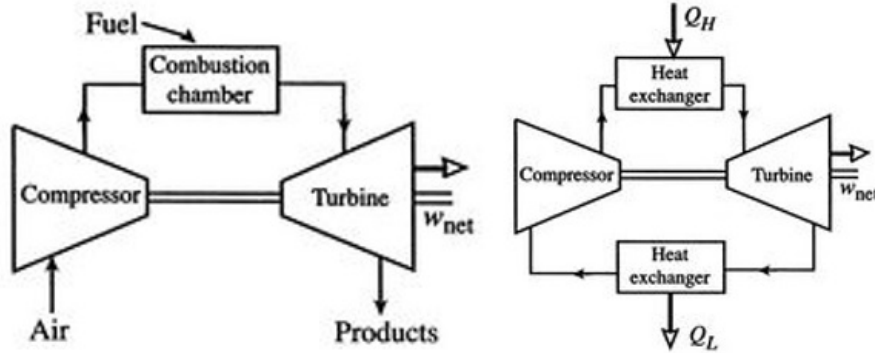 Fuel
Combustion
chamber
Compressor
Turbine
w_net
Air
Products
Q_H
Heat
exchanger
Compressor
Turbine
w_net
Heat
exchanger
Q_L